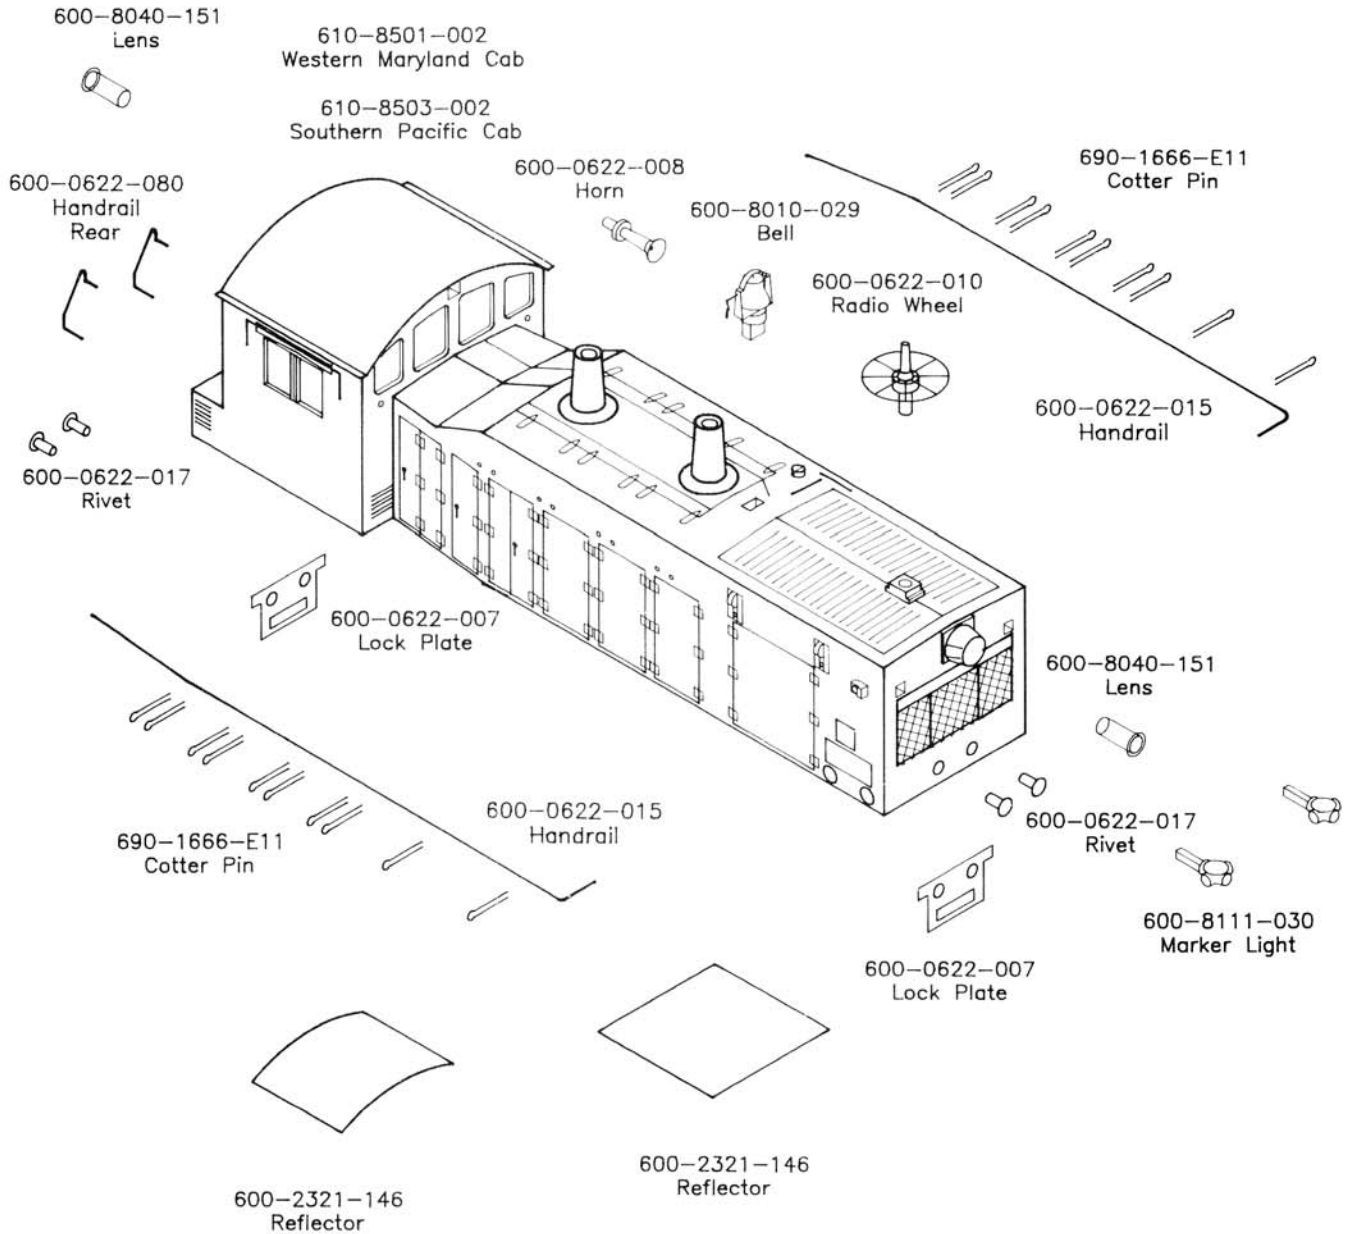 600-8040-151
Lens
610-8501-002
Western Maryland Cab
610-8503-002
Southern Pacific Cab
600-0622-080
Handrail
Rear
600-0622-008
Horn
600-8010-029
Bell
600-0622-010
Radio Wheel
690-1666-E11
Cotter Pin
600-0622-015
Handrail
600-0622-017
Rivet
600-0622-007
Lock Plate
600-8040-151
Lens
690-1666-E11
Cotter Pin
600-0622-015
Handrail
600-0622-017
Rivet
600-8111-030
Marker Light
600-0622-007
Lock Plate
600-2321-146
Reflector
600-2321-146
Reflector